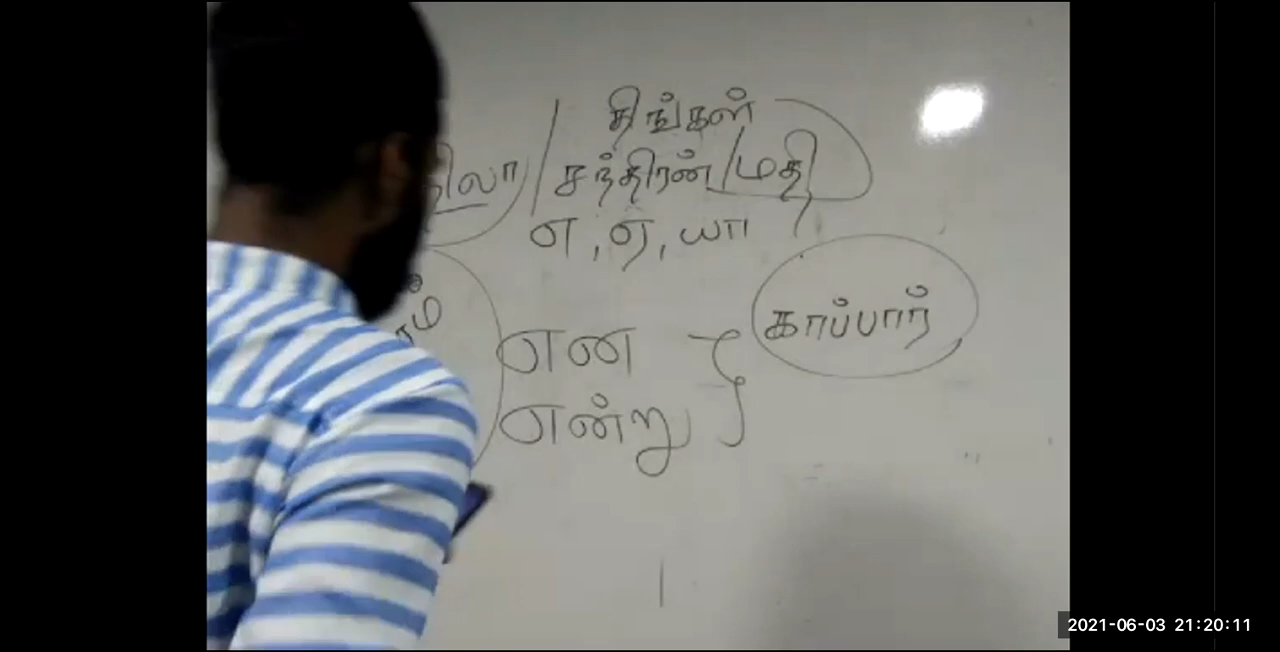 திங்கள்
நிலா / சந்திரன் / மதி
எ , ஏ , யா
காப்பார்
என
என்று
2021-06-03 21:20:11